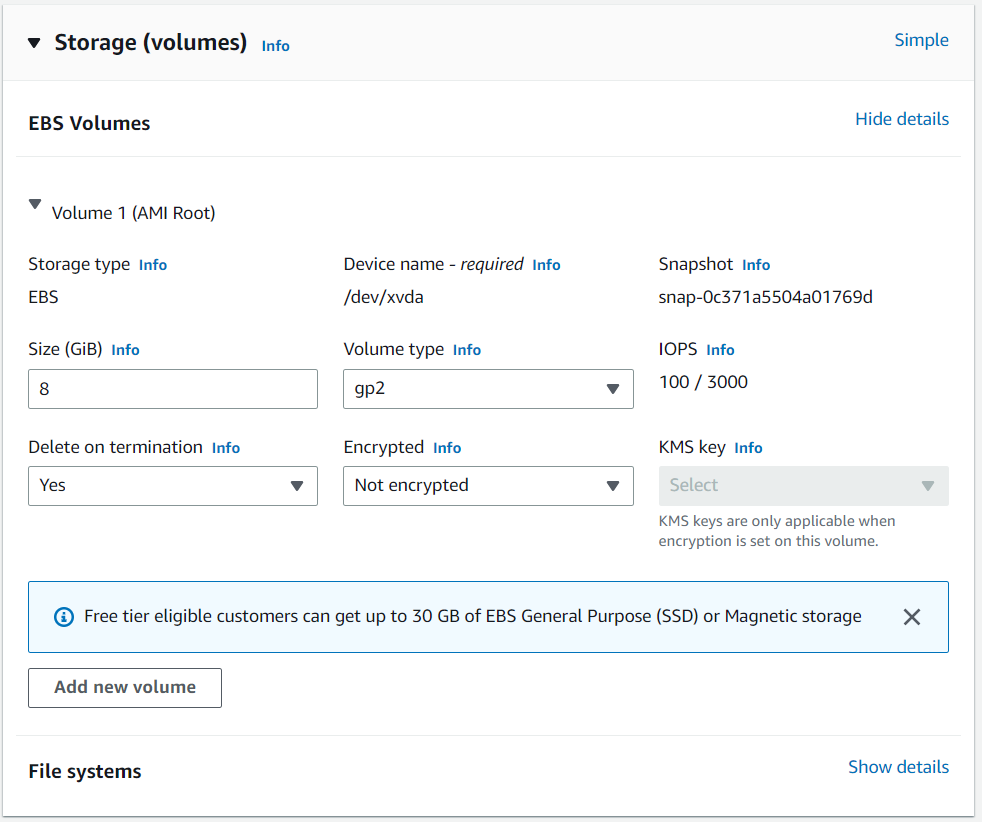 Storage (volumes) Info
Simple
EBS Volumes
Hide details
Volume 1 (AMI Root)
Storage type Info
Device name - required Info
Snapshot Info
EBS
/dev/xvda
snap-0c371a5504a01769d
Size (GiB) Info
Volume type Info
IOPS Info
8
gp2
100 / 3000
Delete on termination Info
Encrypted Info
KMS key Info
Yes
Not encrypted
Select
KMS keys are only applicable when
encryption is set on this volume.
Free tier eligible customers can get up to 30 GB of EBS General Purpose (SSD) or Magnetic storage
Add new volume
File systems
Show details